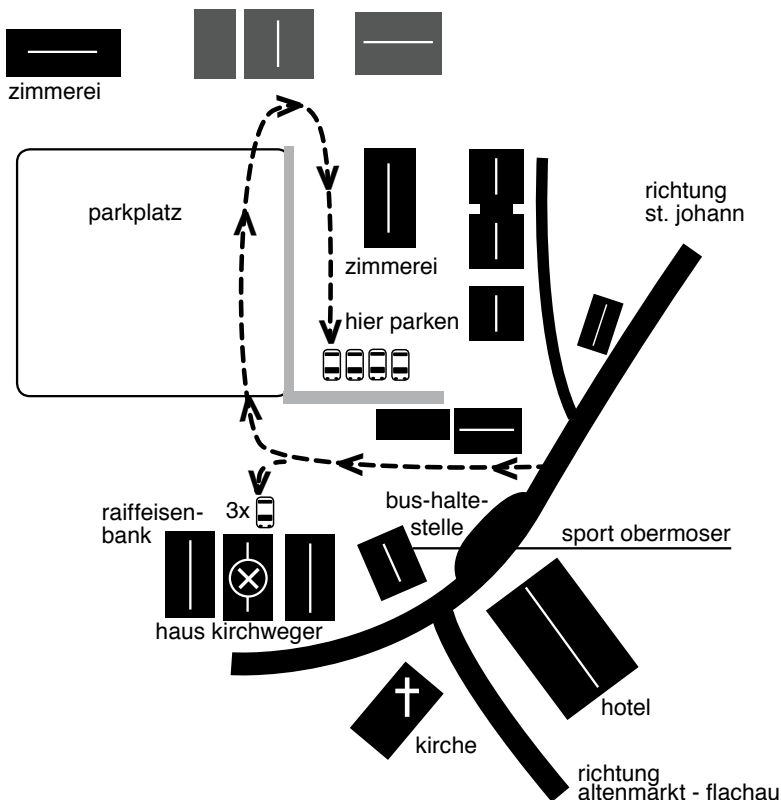 zimmerei
parkplatz
richtung
st. johann
zimmerei
hier parken
bus-halte-
stelle
raiffeisen-
bank
3x
sport obermoser
haus kirchweger
hotel
kirche
richtung
altenmarkt - flachau